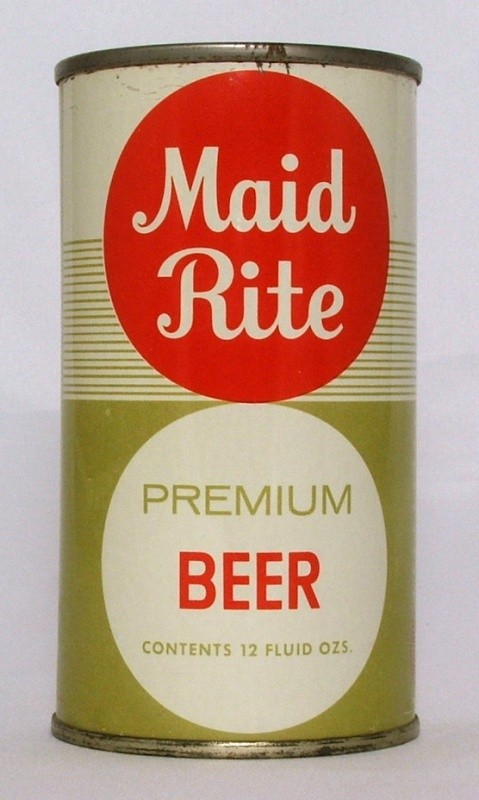 Maid
Rite
PREMIUM
BEER
CONTENTS 12 FLUID OZS.